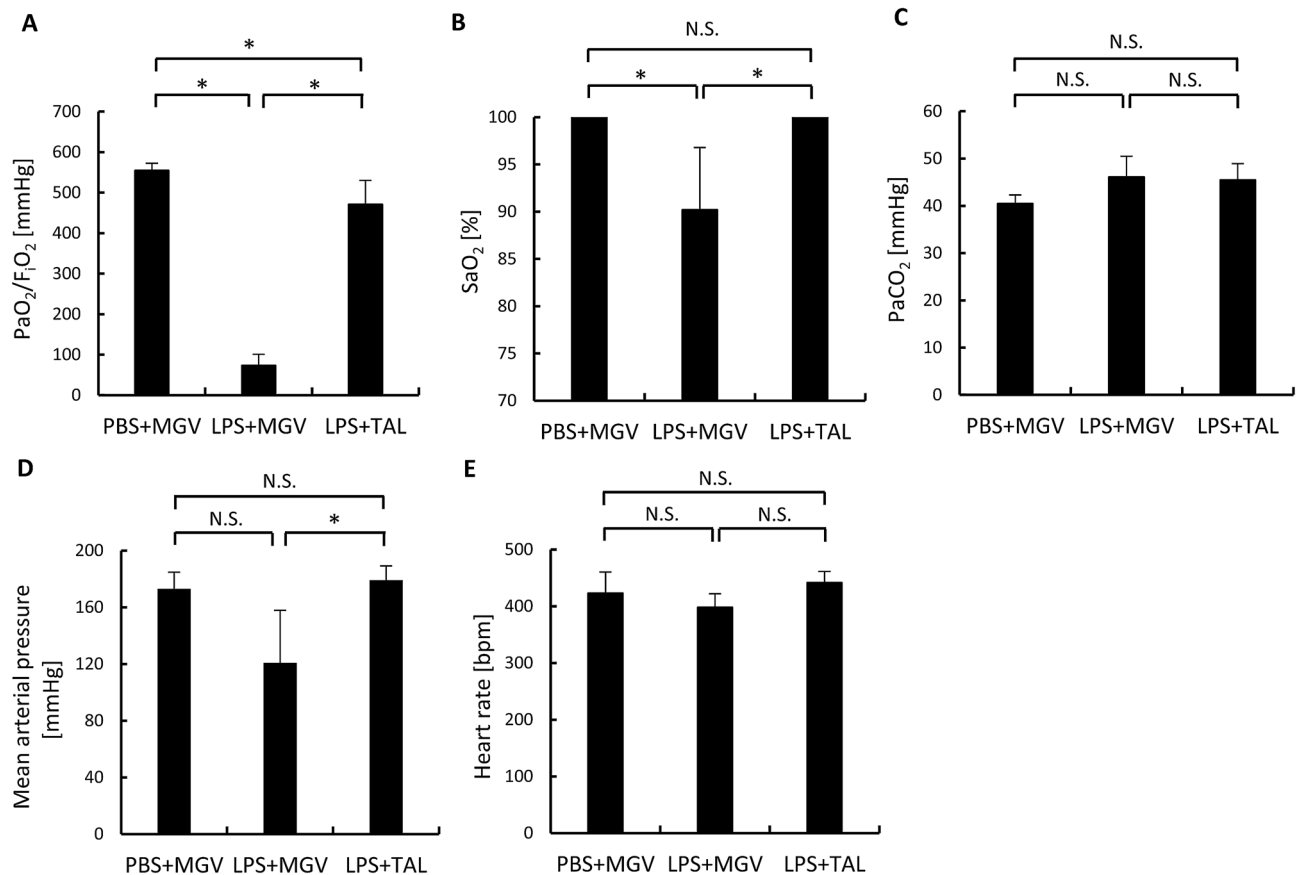 A
*
*
*
PaO2/FiO2 [mmHg]
700
600
500
400
300
200
100
0
PBS+MGV LPS+MGV LPS+TAL
B
N.S.
*
*
SaO2 [%]
100
95
90
85
80
75
70
PBS+MGV LPS+MGV LPS+TAL
C
N.S.
N.S.
N.S.
PaCO2 [mmHg]
60
50
40
30
20
10
0
PBS+MGV LPS+MGV LPS+TAL
D
N.S.
N.S.
*
Mean arterial pressure
[mmHg]
200
160
120
80
40
0
PBS+MGV LPS+MGV LPS+TAL
E
N.S.
N.S.
N.S.
Heart rate [bpm]
500
400
300
200
100
0
PBS+MGV LPS+MGV LPS+TAL